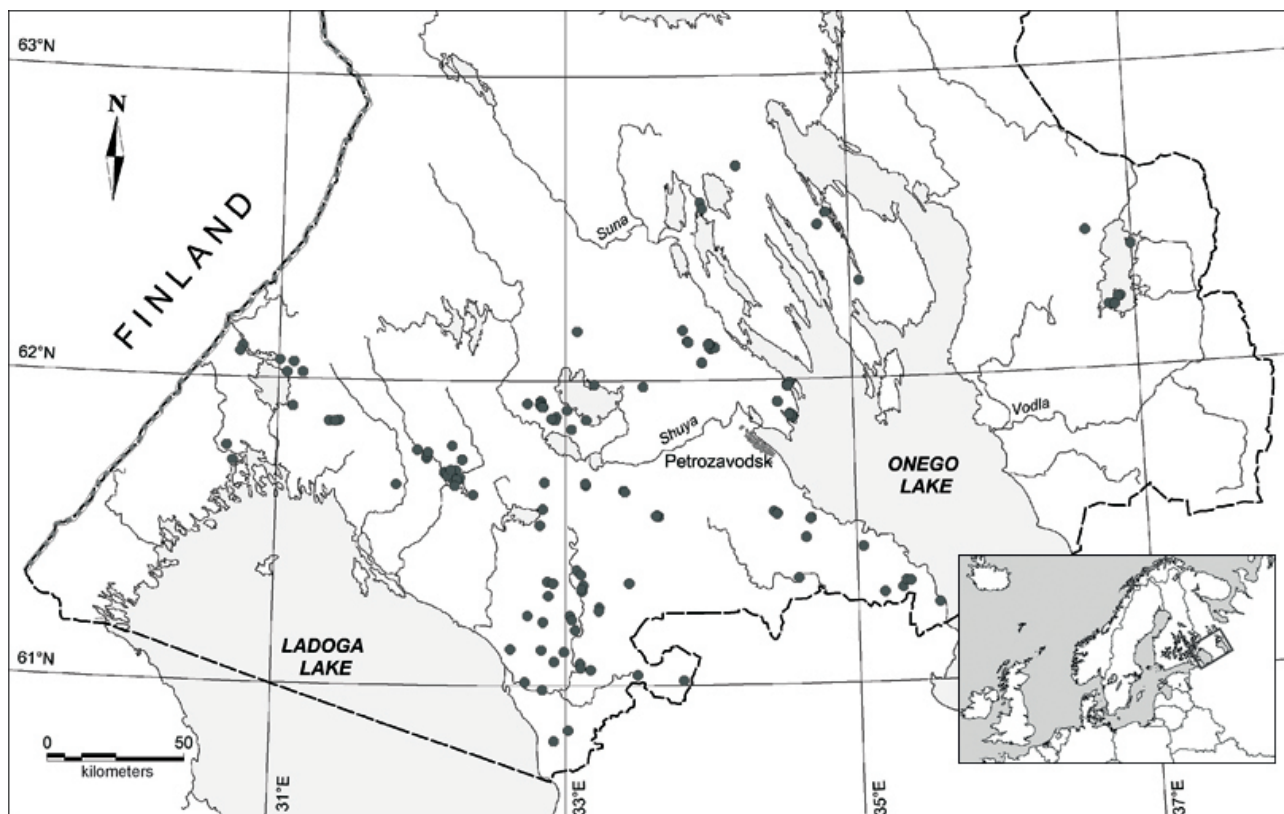 63°N
N
FINLAND
Suna
62°N
Shuya
Vodla
Petrozavodsk
ONEGO
LAKE
LADOGA
LAKE
61°N
0 50
kilometers
31°E
33°E
35°E
37°E